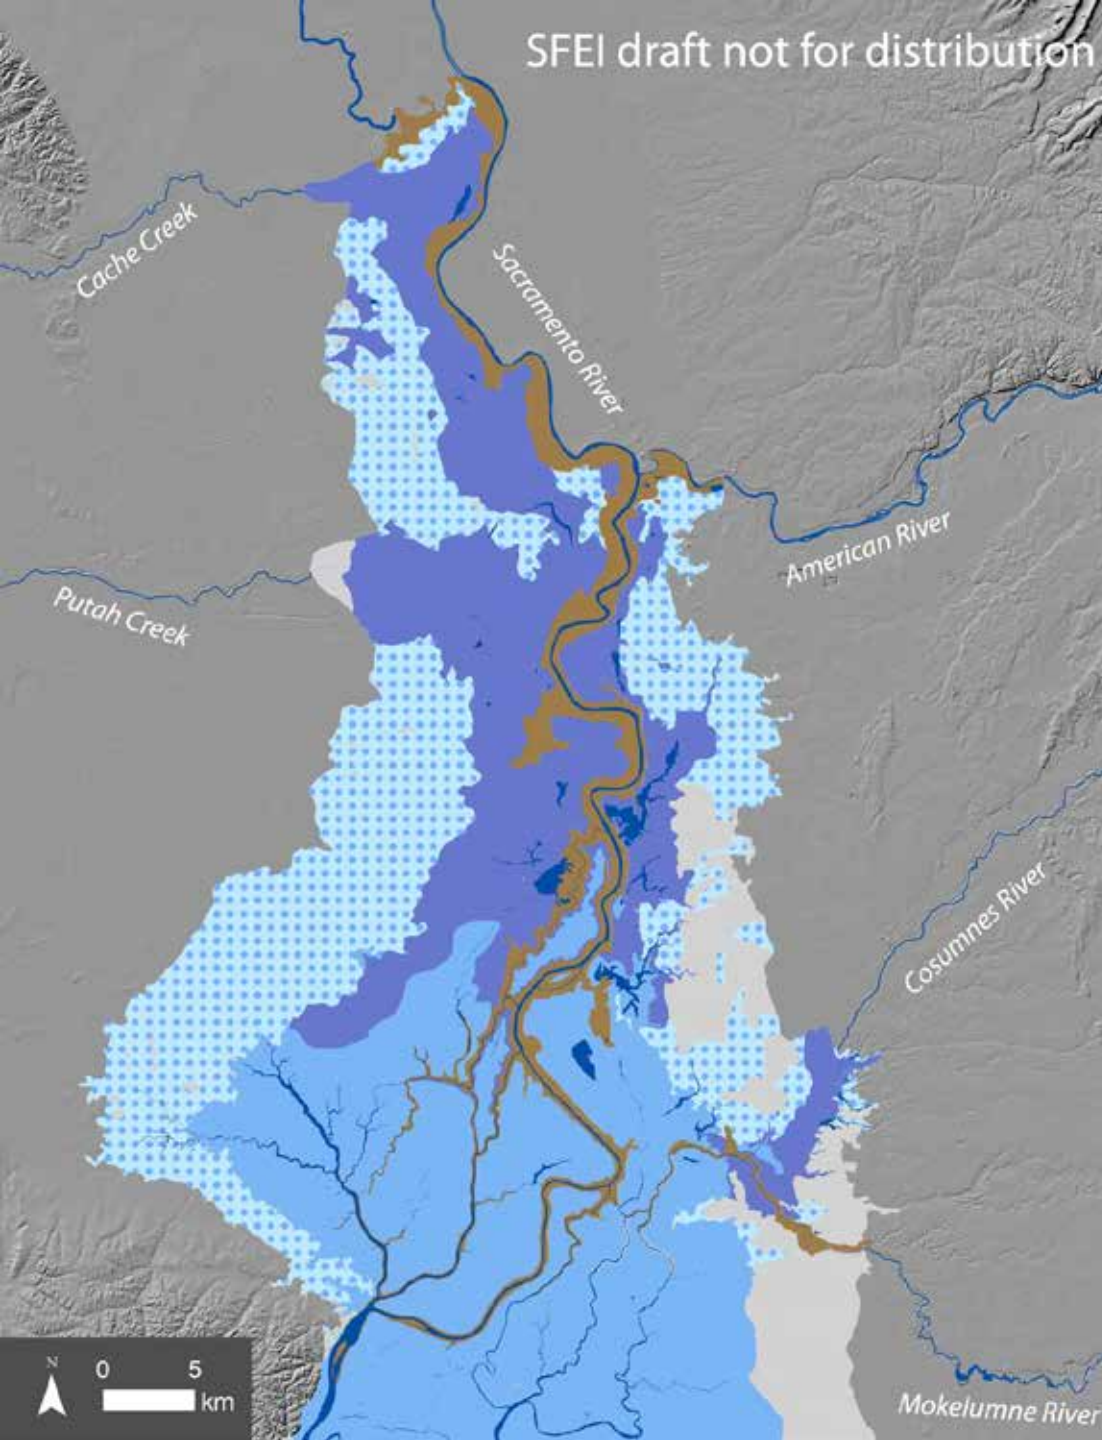 SFEI draft not for distribution
Cache Creek
Sacramento River
American River
Putah Creek
Cosumnes River
N
0 5
km
Mokelumne River